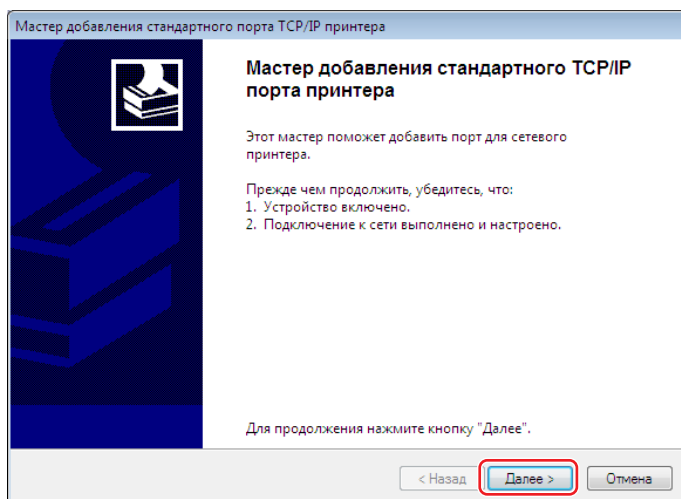 Мастер добавления стандартного порта TCP/IP принтера
Мастер добавления стандартного TCP/IP
порта принтера
Этот мастер поможет добавить порт для сетевого
принтера.
Прежде чем продолжить, убедитесь, что:
1. Устройство включено.
2. Подключение к сети выполнено и настроено.
Для продолжения нажмите кнопку "Далее".
< Назад Далее > Отмена